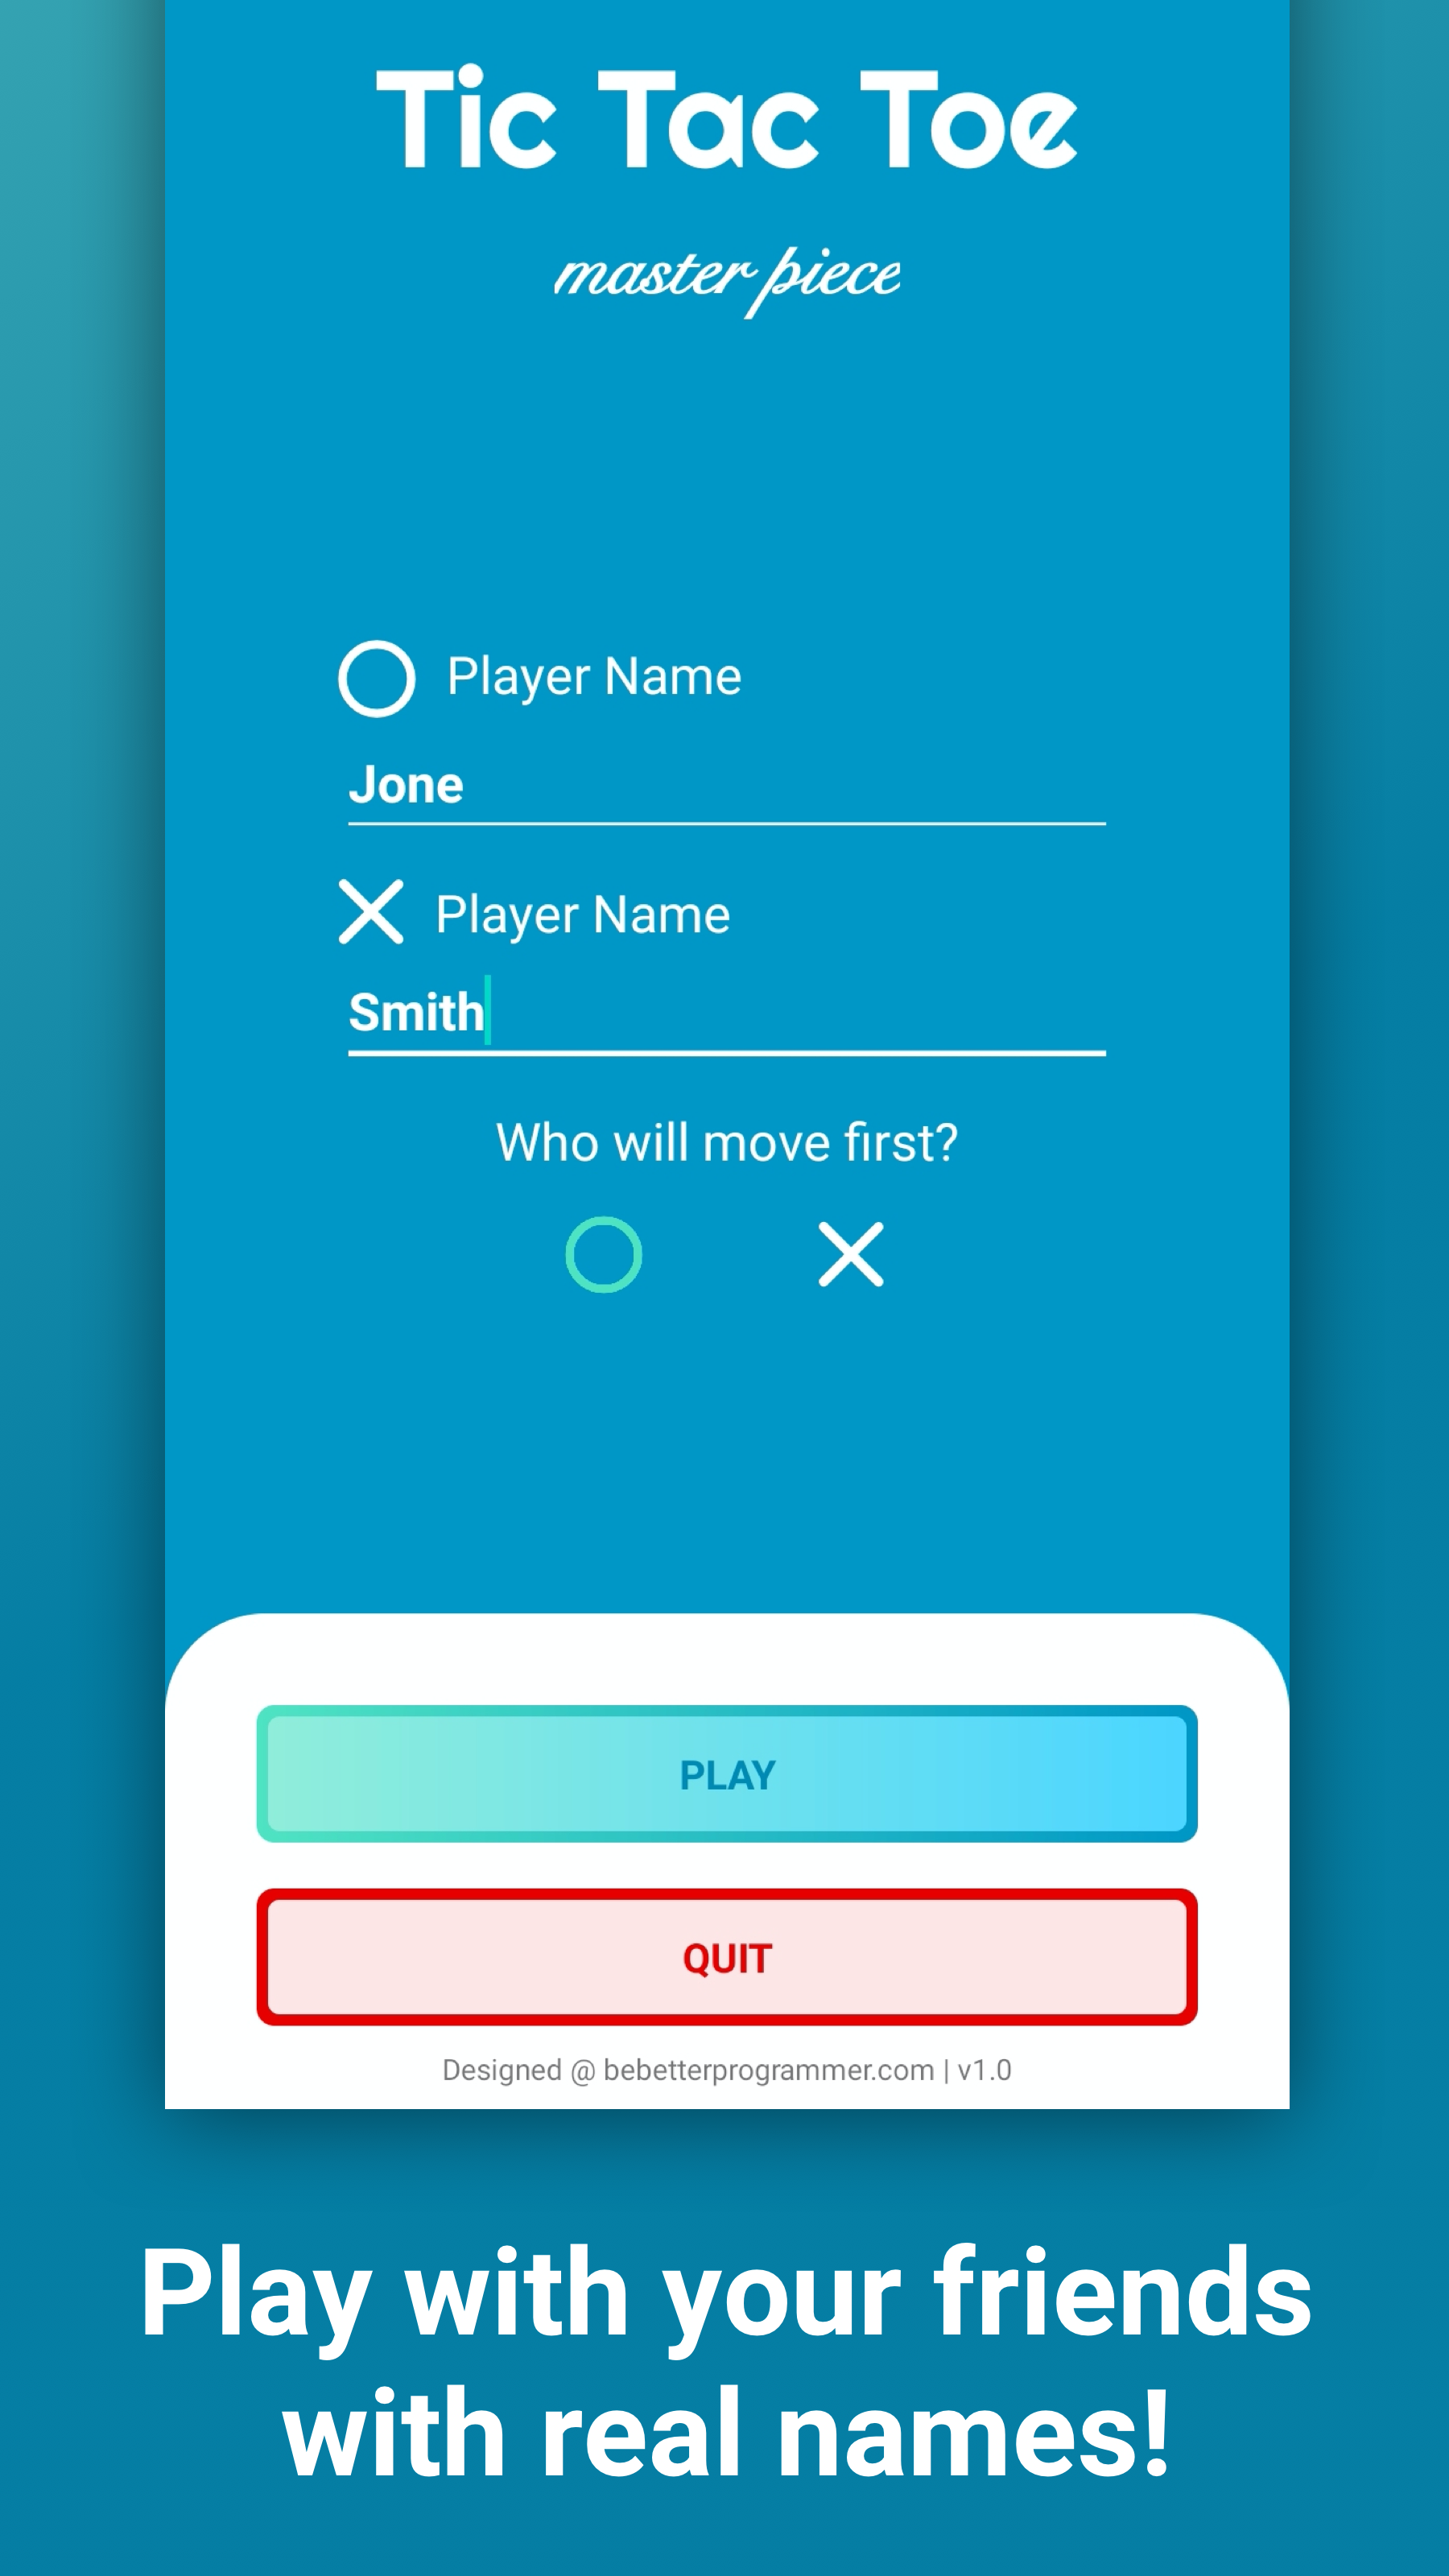 Tic Tac Toe
master piece
Player Name
Jone
Player Name
Smith
Who will move first?
PLAY
QUIT
Designed @ bebetterprogrammer.com | v1.0
Play with your friends
with real names!